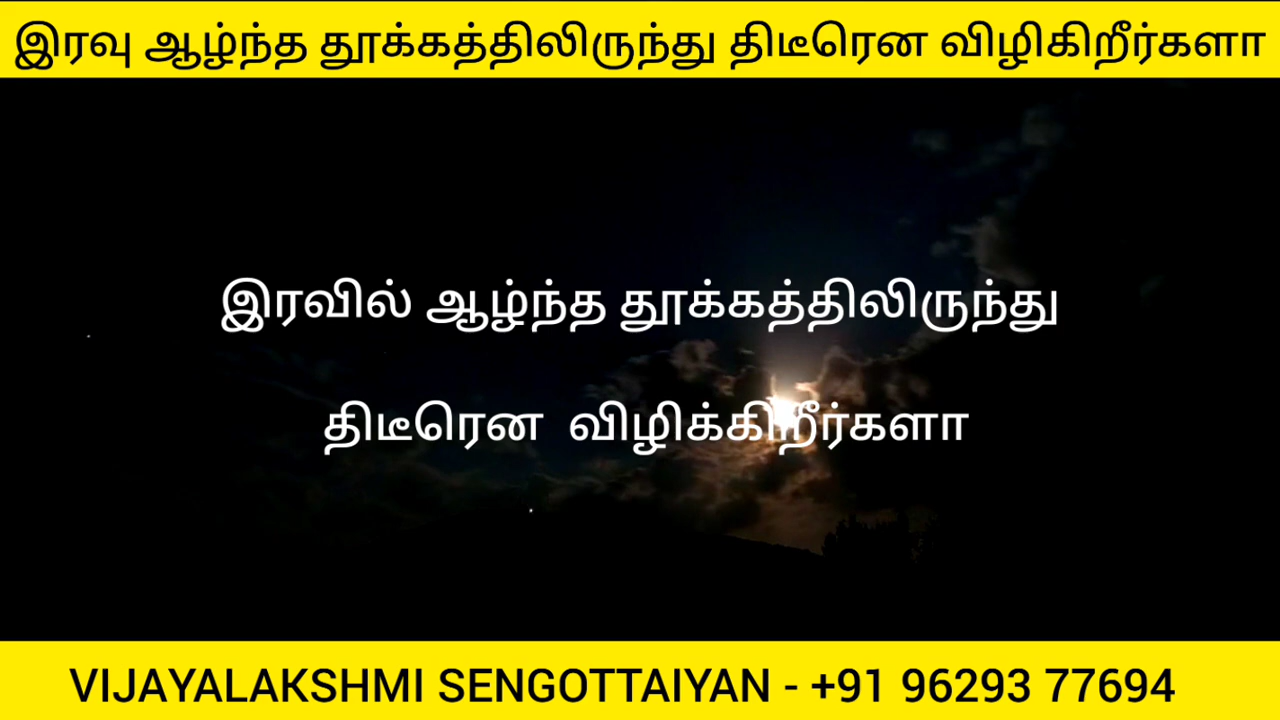 இரவு ஆழ்ந்த தூக்கத்திலிருந்து திடீரென விழிகிறீர்களா
இரவில் ஆழ்ந்த தூக்கத்திலிருந்து
திடீரென விழிக்கிறீர்களா
VIJAYALAKSHMI SENGOTTAIYAN - +91 96293 77694